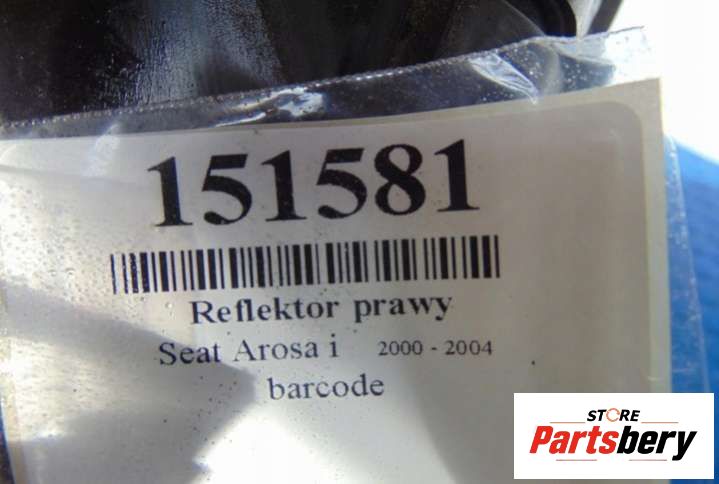 151581
Reflektor prawy
Seat Arosa i 2000 - 2004
barcode
STORE
Partsbery